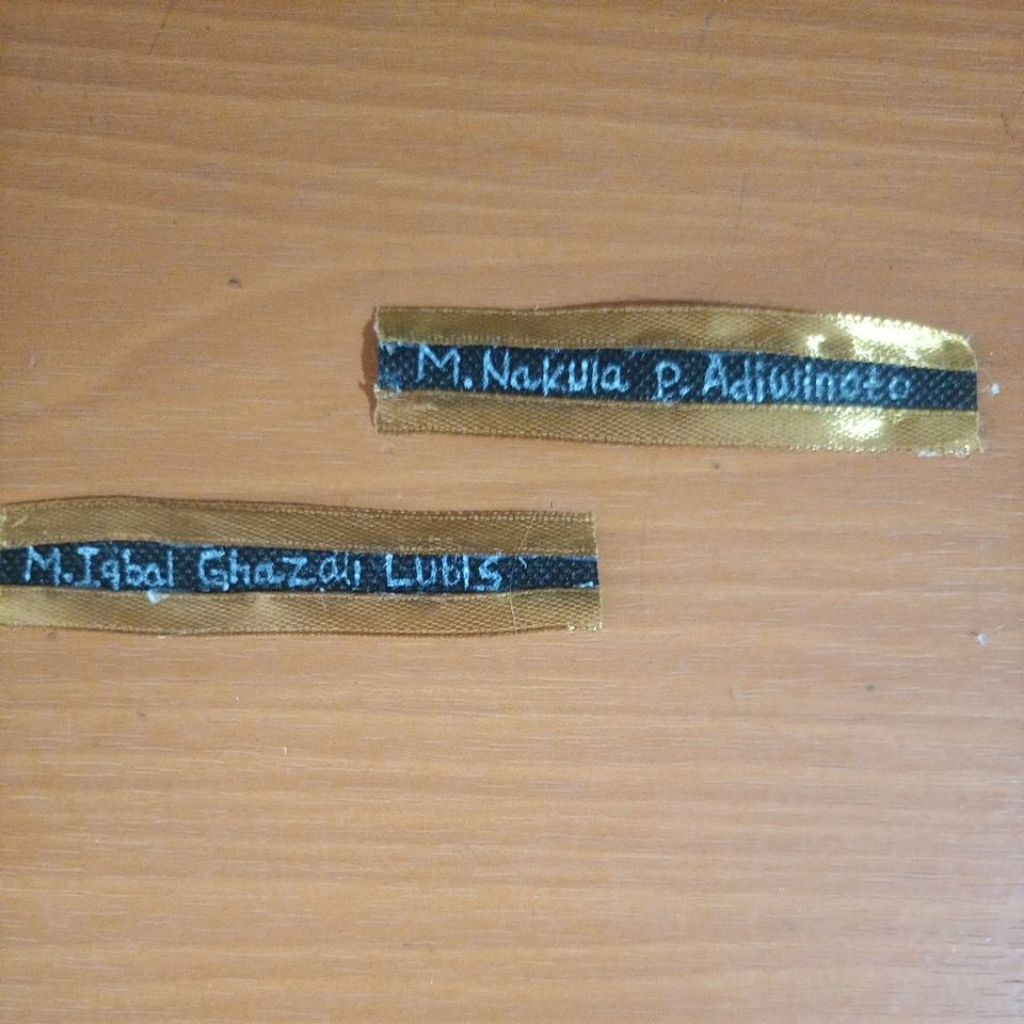 M. Nakula P. Adiwinoto
M. Iqbal Ghazali Lubis